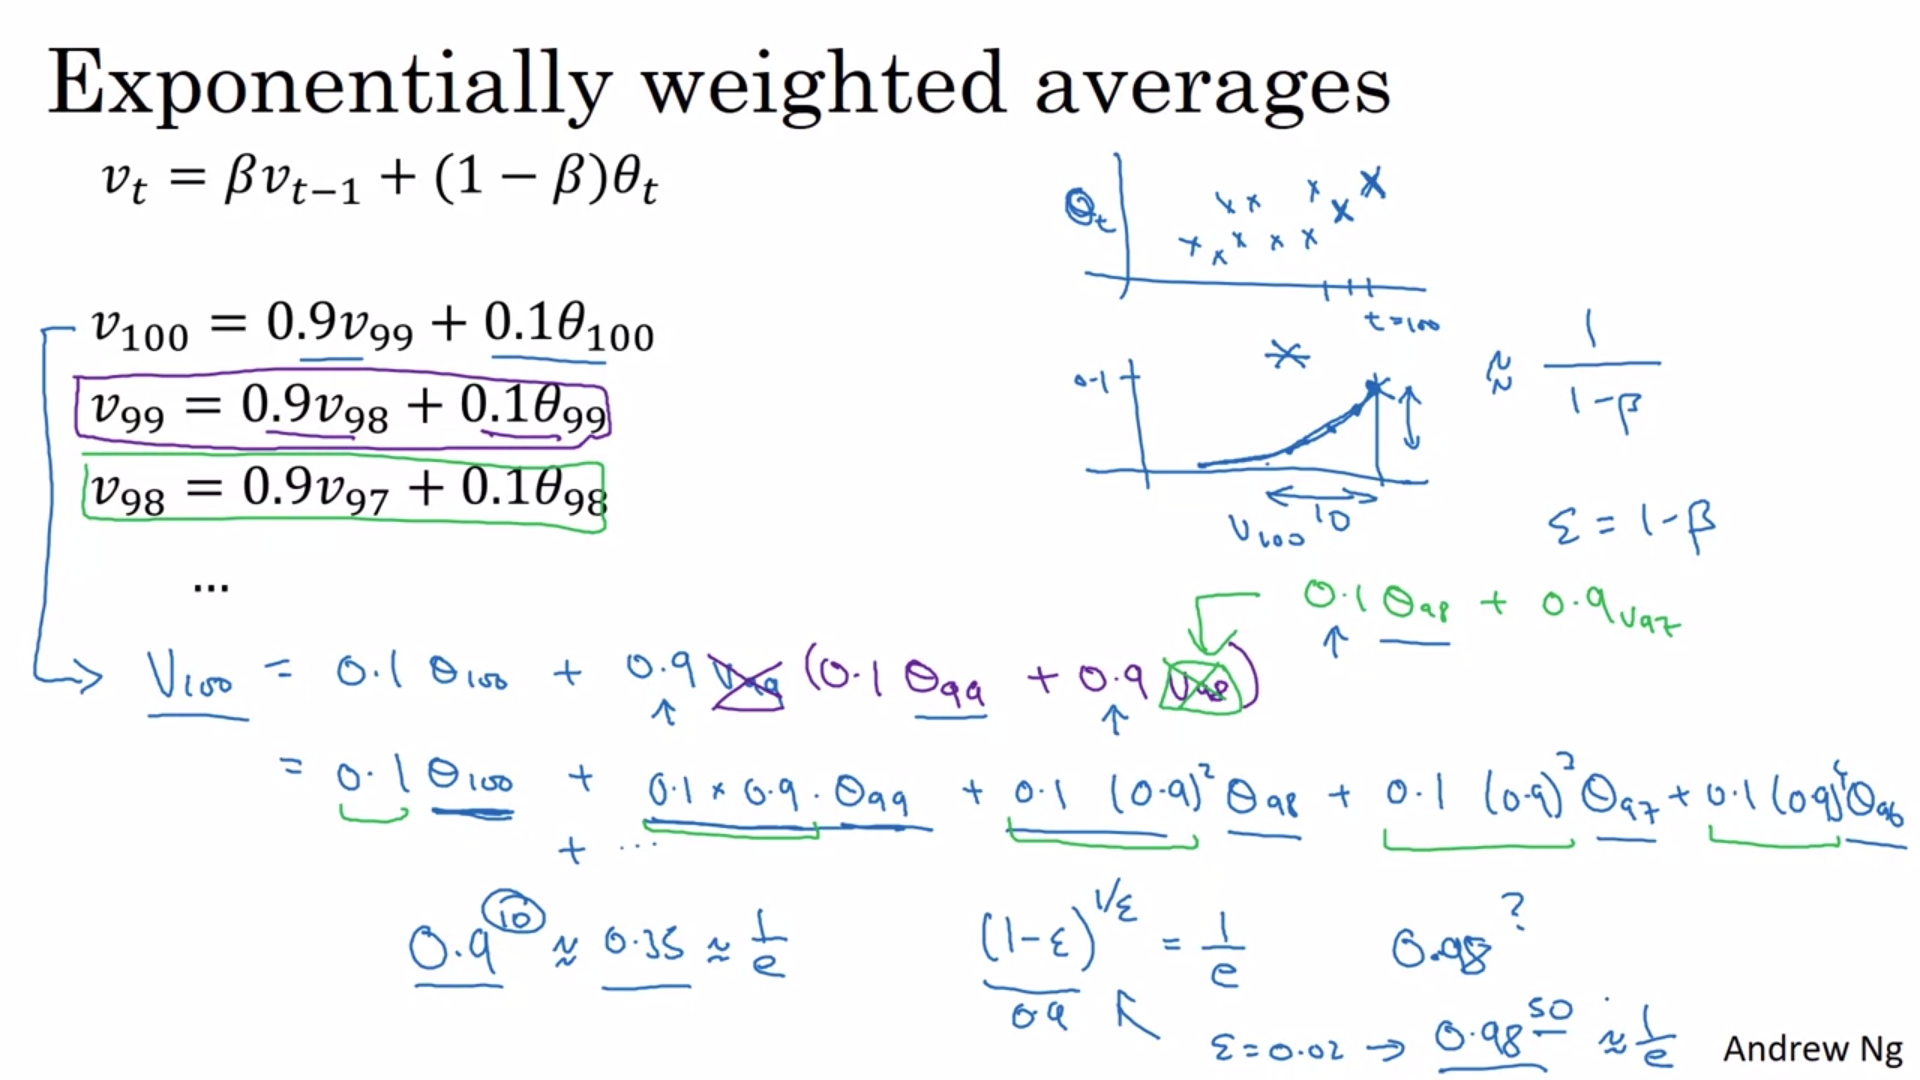 Exponentially weighted averages
v_t = βv_{t−1} + (1 − β)θ_t
θ_t
t=100
v_100 = 0.9v_99 + 0.1θ_100
v_99 = 0.9v_98 + 0.1θ_99
v_98 = 0.9v_97 + 0.1θ_98
...
0.1
10
V_100
≈ 1/(1-β)
ε = 1-β
0.1 θ_98 + 0.9 v_97
V_100 = 0.1 θ_100 + 0.9 v_99 (0.1 θ_99 + 0.9 v_98)
= 0.1 θ_100 + 0.1 × 0.9 · θ_99 + 0.1 (0.9)^2 θ_98 + 0.1 (0.9)^3 θ_97 + 0.1 (0.9)^4 θ_96
+ ...
0.9^10 ≈ 0.35 ≈ 1/e
(1-ε)^{1/ε} = 1/e
0.9
0.98^?
ε = 0.02 → 0.98^50 ≈ 1/e
Andrew Ng